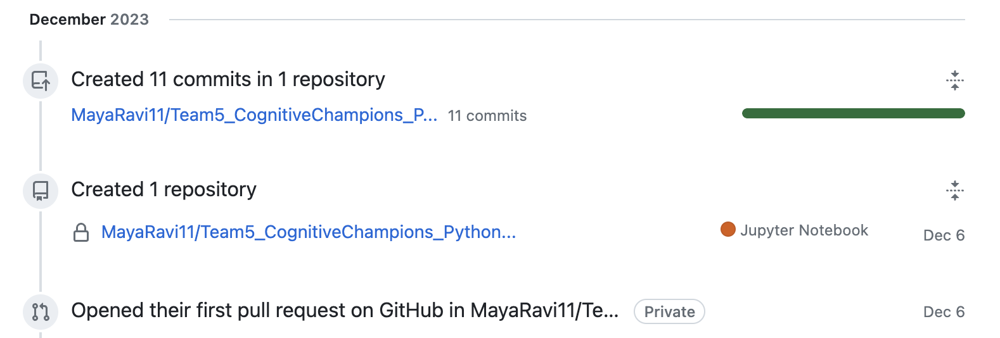 December 2023
Created 11 commits in 1 repository
MayaRavi11/Team5_CognitiveChampions_P... 11 commits
Created 1 repository
MayaRavi11/Team5_CognitiveChampions_Python... Jupyter Notebook Dec 6
Opened their first pull request on GitHub in MayaRavi11/Te... Private Dec 6